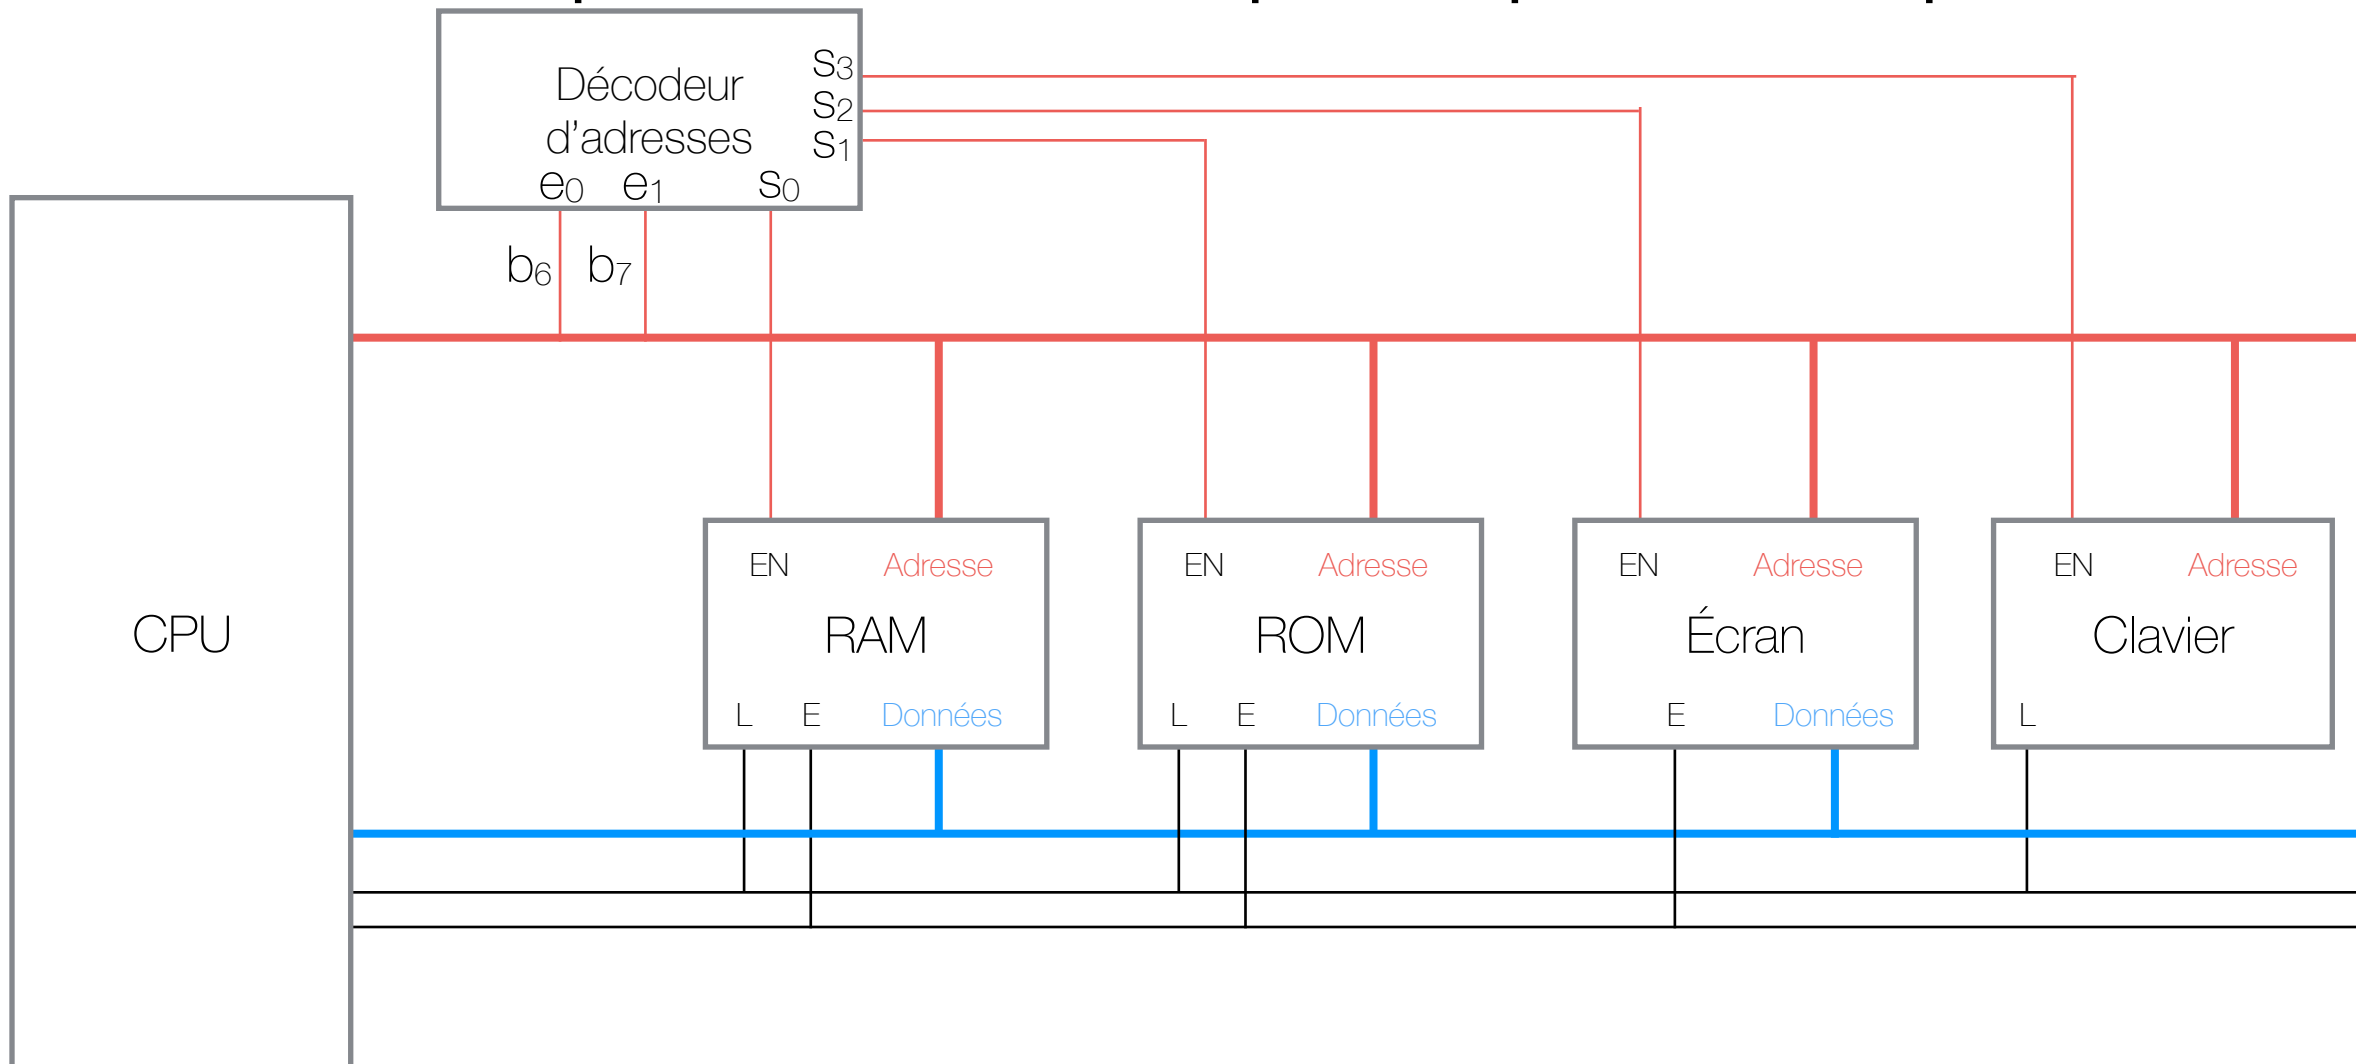 Décodeur
d'adresses
s3
s2
s1
e0 e1 s0
b6 b7
CPU
EN Adresse
RAM
L E Données
EN Adresse
ROM
L E Données
EN Adresse
Écran
E Données
EN Adresse
Clavier
L